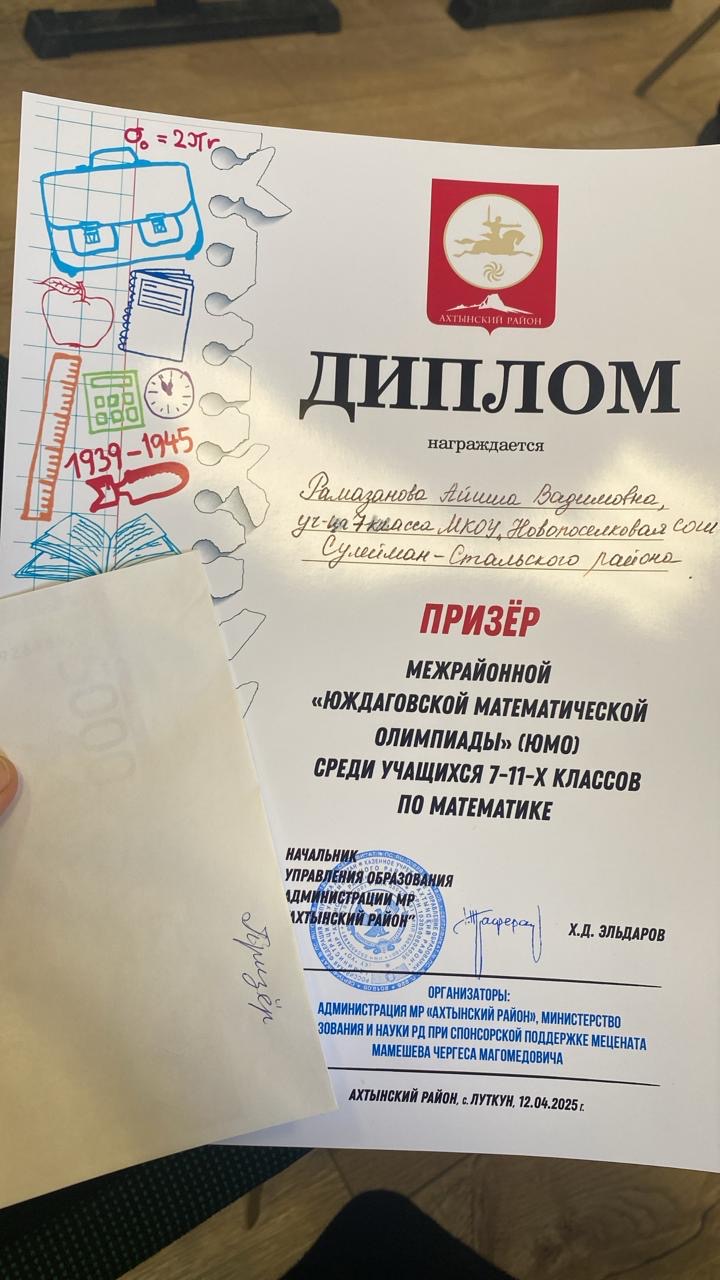 σ₀ = 2πr
АХТЫНСКИЙ РАЙОН
1939-1945
ДИПЛОМ
награждается
Рамазанова Айиша Вадимовна,
уч-ца 7 класса МКОУ "Новопоселковая СОШ
Сулейман-Стальского района
ПРИЗЁР
МЕЖРАЙОННОЙ
«ЮЖДАГОВСКОЙ МАТЕМАТИЧЕСКОЙ
ОЛИМПИАДЫ» (ЮМО)
СРЕДИ УЧАЩИХСЯ 7-11-Х КЛАССОВ
ПО МАТЕМАТИКЕ
НАЧАЛЬНИК
УПРАВЛЕНИЯ ОБРАЗОВАНИЯ
АДМИНИСТРАЦИИ МР
АХТЫНСКИЙ РАЙОН"
Х.Д. ЭЛЬДАРОВ
ОРГАНИЗАТОРЫ:
АДМИНИСТРАЦИЯ МР «АХТЫНСКИЙ РАЙОН», МИНИСТЕРСТВО
ЗОВАНИЯ И НАУКИ РД ПРИ СПОНСОРСКОЙ ПОДДЕРЖКЕ МЕЦЕНАТА
МАМЕШЕВА ЧЕРГЕСА МАГОМЕДОВИЧА
АХТЫНСКИЙ РАЙОН, с. ЛУТКУН, 12.04.2025 г.
Призёр